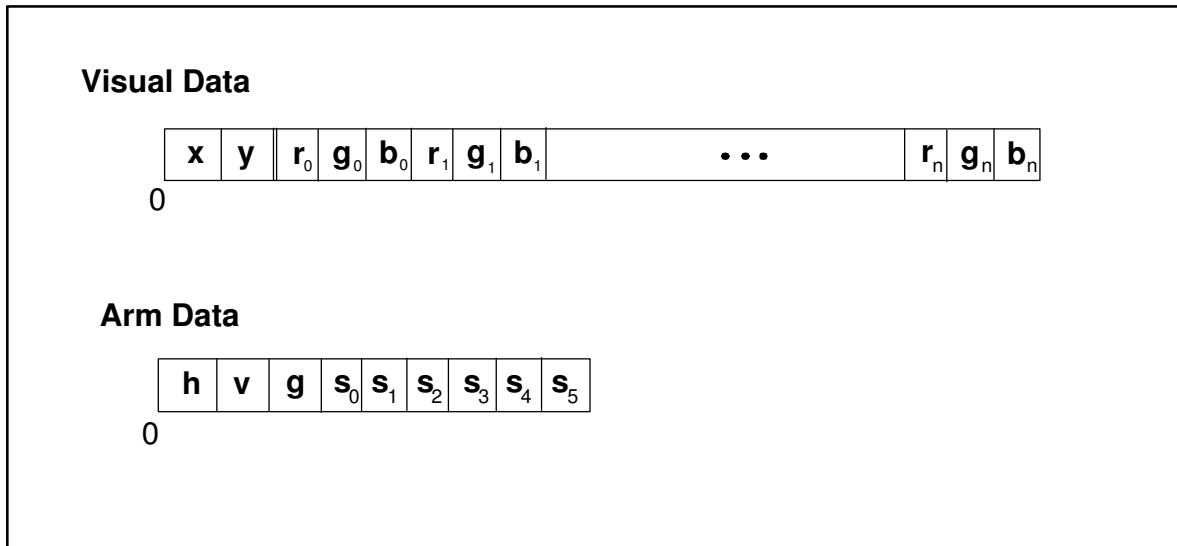 Visual Data
x y r₀ g₀ b₀ r₁ g₁ b₁ ••• rₙ gₙ bₙ
0
Arm Data
h v g s₀ s₁ s₂ s₃ s₄ s₅
0